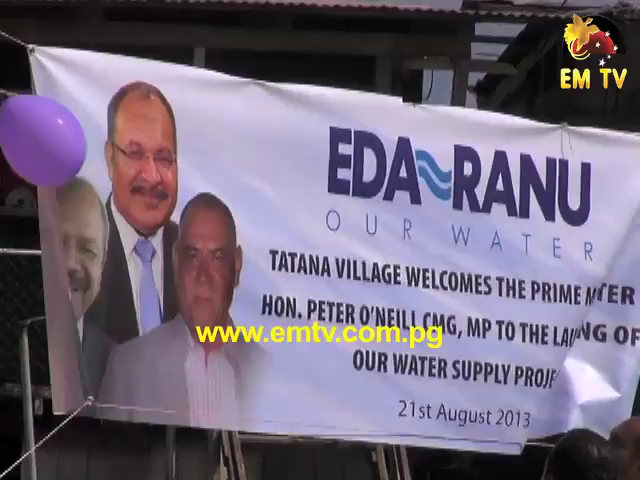 EM TV
EDA RANU
OUR WATER
TATANA VILLAGE WELCOMES THE PRIME
HON. PETER O'NEILL CMG, MP TO THE OF
OUR WATER SUPPLY
21st August 2013
www.emtv.com.pg